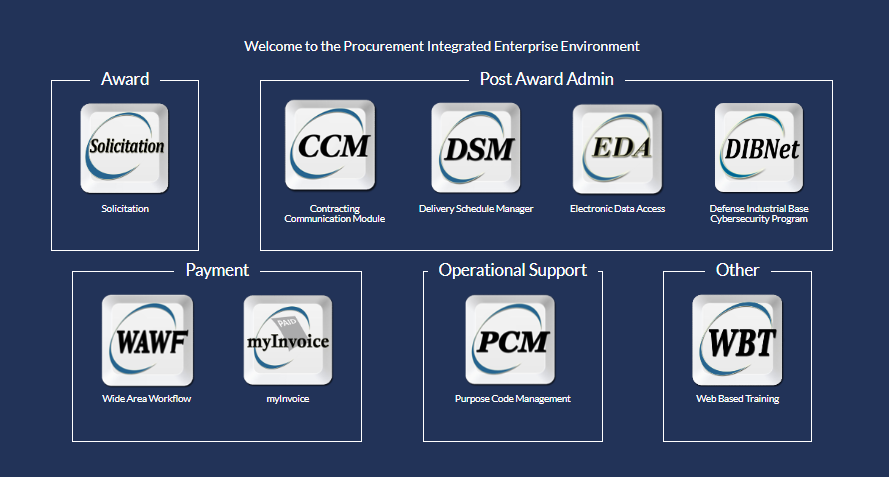 Welcome to the Procurement Integrated Enterprise Environment
Award
Solicitation
Solicitation
Post Award Admin
CCM
Contracting
Communication Module
DSM
Delivery Schedule Manager
EDA
Electronic Data Access
DIBNet
Defense Industrial Base
Cybersecurity Program
Payment
WAWF
Wide Area Workflow
PAID
myInvoice
myInvoice
Operational Support
PCM
Purpose Code Management
Other
WBT
Web Based Training